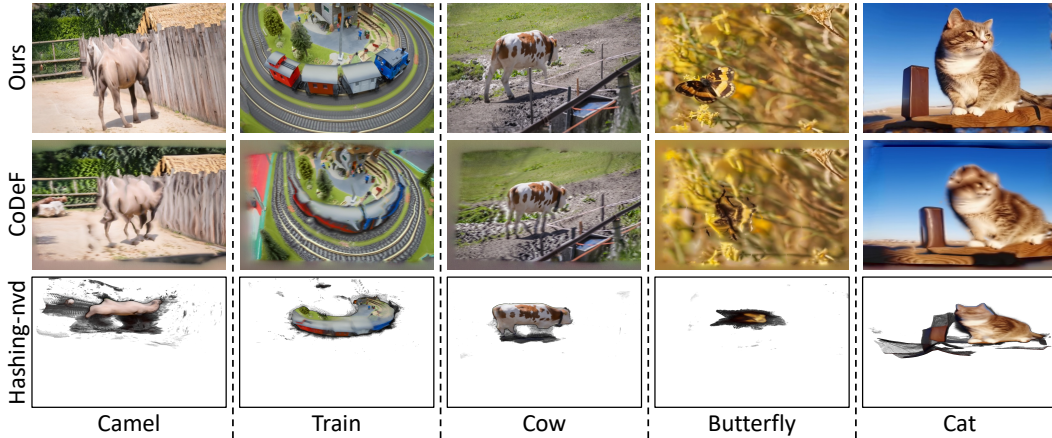 Ours
CoDeF
Hashing-nvd
Camel
Train
Cow
Butterfly
Cat